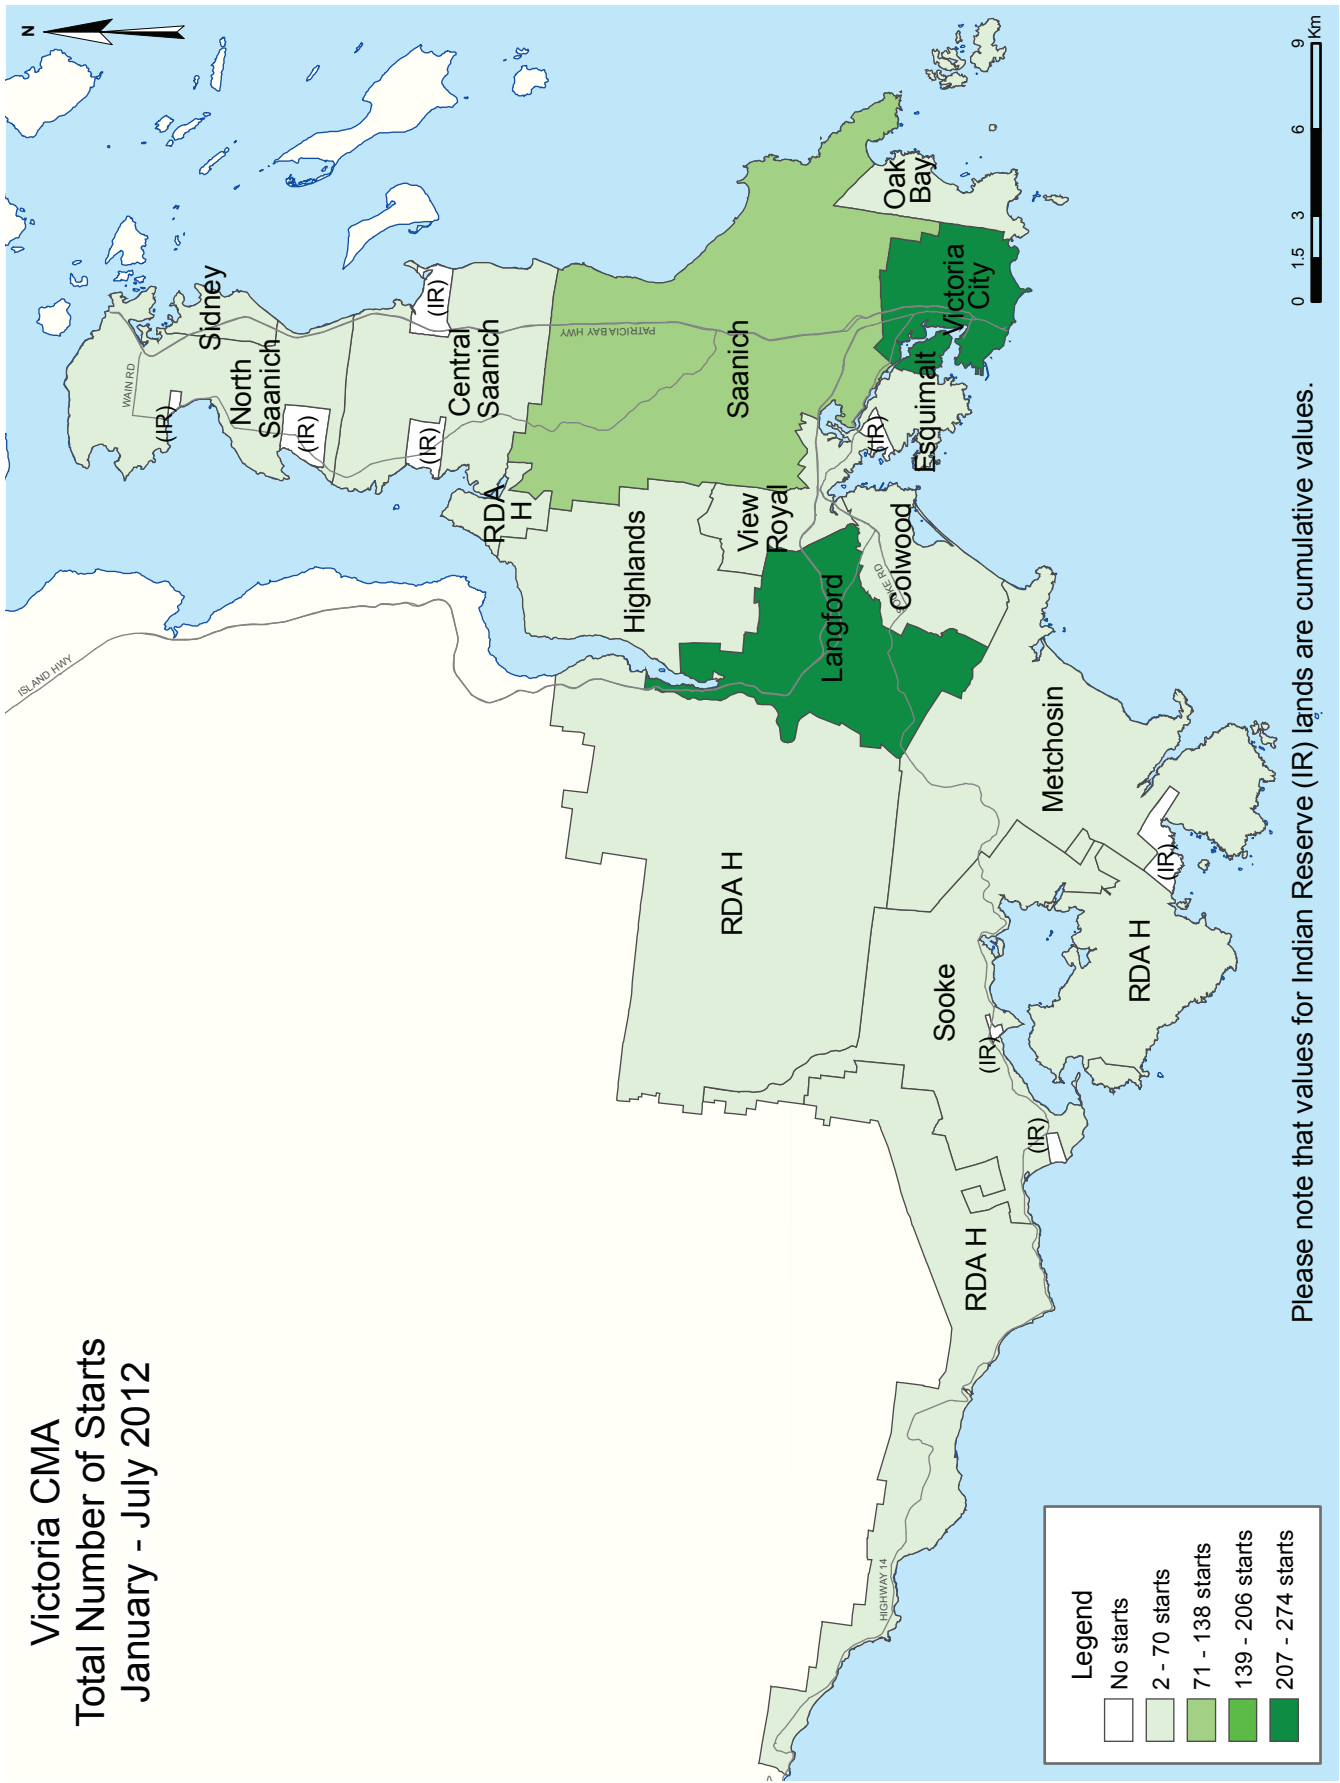 Victoria CMA
Total Number of Starts
January - July 2012
N
ISLAND HWY
WAIN RD
(IR)
North
Saanich
Sidney
(IR)
(IR)
Central
Saanich
(IR)
RDA
H
PATRICIA BAY HWY
Saanich
Highlands
View
Royal
Oak
Bay
Victoria
City
Esquimalt
(IR)
Langford
Colwood
RDA H
Metchosin
(IR)
Sooke
(IR)
RDA H
(IR)
RDA H
HIGHWAY 14
Legend
No starts
2 - 70 starts
71 - 138 starts
139 - 206 starts
207 - 274 starts
0 1.5 3 6 9
Km
Please note that values for Indian Reserve (IR) lands are cumulative values.